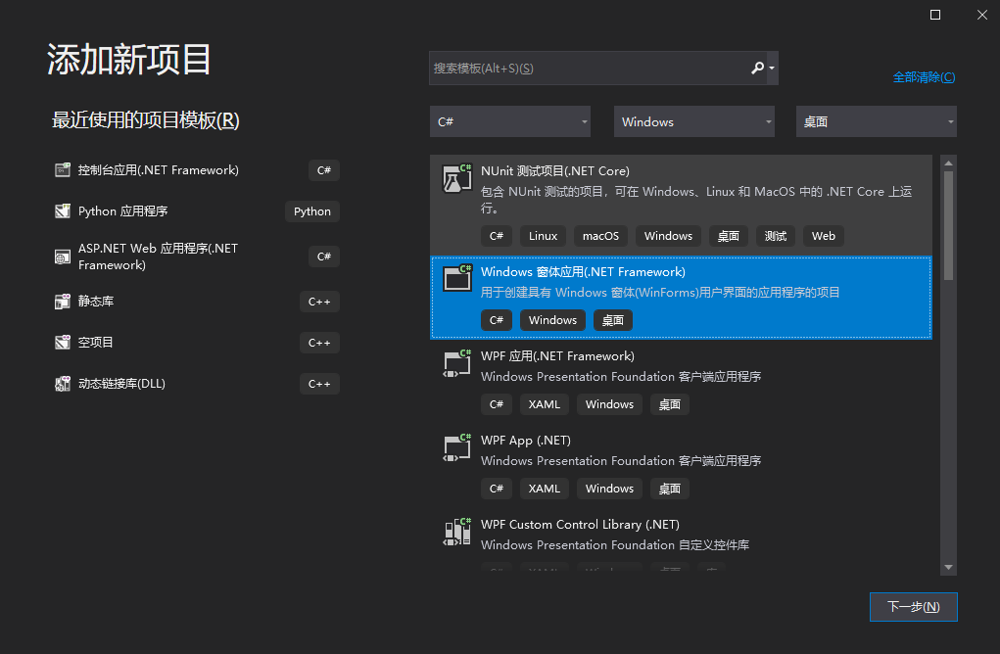 添加新项目
搜索模板(Alt+S)(S)
全部清除(C)
最近使用的项目模板(R)
C#
Windows
桌面
控制台应用(.NET Framework)
C#
Python 应用程序
Python
ASP.NET Web 应用程序(.NET
Framework)
C#
静态库
C++
空项目
C++
动态链接库(DLL)
C++
NUnit 测试项目(.NET Core)
包含 NUnit 测试的项目，可在 Windows、Linux 和 MacOS 中的 .NET Core 上运
行。
C# Linux macOS Windows 桌面 测试 Web
Windows 窗体应用(.NET Framework)
用于创建具有 Windows 窗体(WinForms)用户界面的应用程序的项目
C# Windows 桌面
WPF 应用(.NET Framework)
Windows Presentation Foundation 客户端应用程序
C# XAML Windows 桌面
WPF App (.NET)
Windows Presentation Foundation 客户端应用程序
C# XAML Windows 桌面
WPF Custom Control Library (.NET)
Windows Presentation Foundation 自定义控件库
下一步(N)